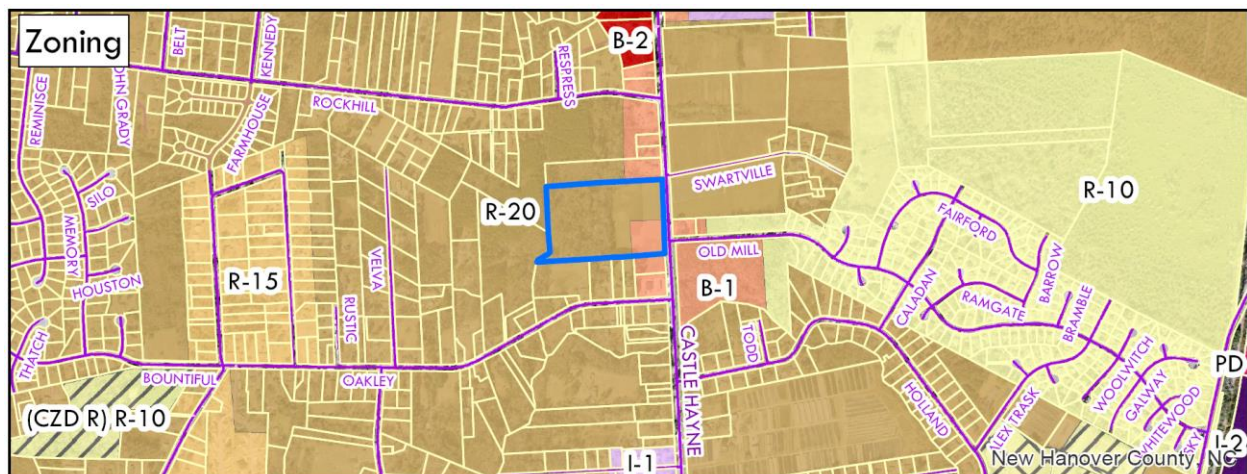 Zoning
B-2
BELT
KENNEDY
RESPRESS
REMINISCE
JOHN GRADY
FARMHOUSE
ROCKHILL
SWARTVILLE
SILO
MEMORY
R-20
R-10
FAIRFORD
VELVA
OLD MILL
BARROW
HOUSTON
R-15
B-1
CALADAN
RAMGATE
BRAMBLE
RUSTIC
THATCH
TODD
CASTLE HAYNE
WOOLWITCH
PD
BOUNTIFUL
OAKLEY
GALWAY
(CZD R) R-10
HOLLAND
ALEX TRASK
WHITEWOOD
SKY
I-2
I-1
New Hanover County, NC